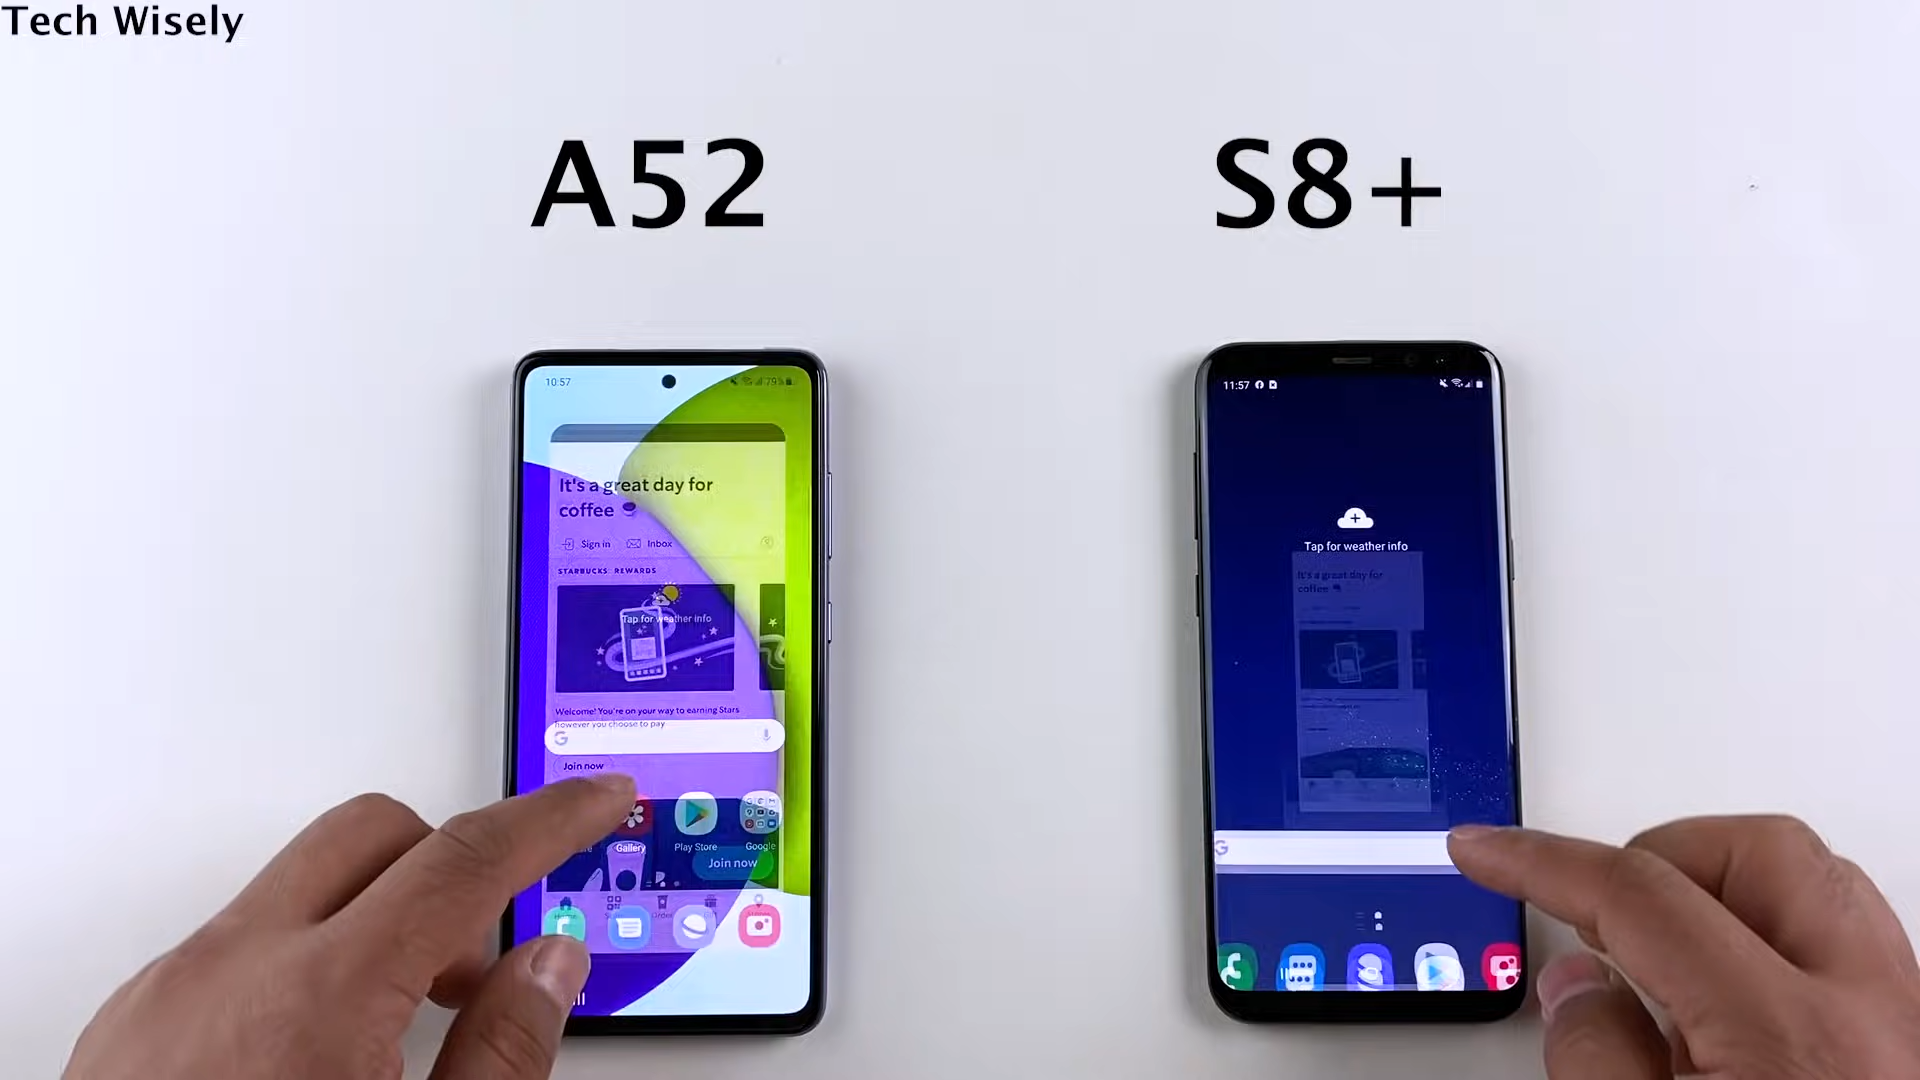 Tech Wisely
A52
S8+
10:57
79%
It's a great day for
coffee
Sign in
Inbox
STARBUCKS REWARDS
Tap for weather info
Welcome! You're on your way to earning Stars
however you choose to pay
G
Join now
Gallery
Play Store
Google
Join now
11:57
Tap for weather info
It's a great day for
coffee
G